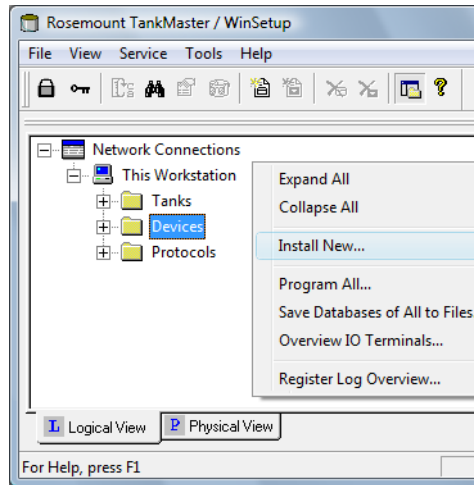 Rosemount TankMaster / WinSetup
File View Service Tools Help
Network Connections
This Workstation
Tanks
Devices
Protocols
Expand All
Collapse All
Install New...
Program All...
Save Databases of All to Files
Overview IO Terminals...
Register Log Overview...
L Logical View P Physical View
For Help, press F1